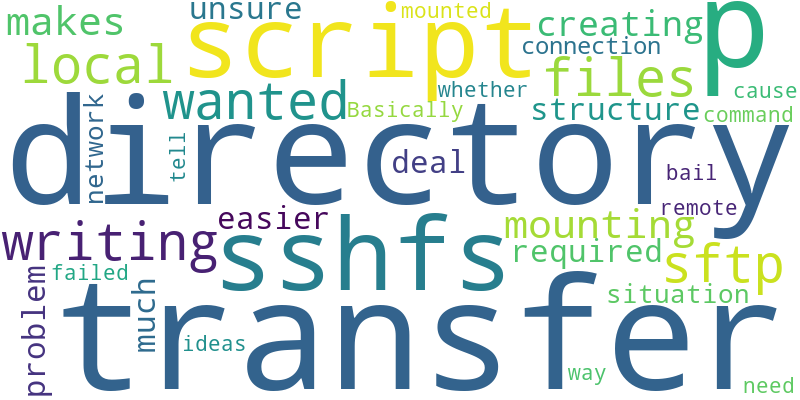 makes
unsure
mounted
creating
p
local
script
connection
files
wanted
Basically
whether
structure
cause
command
network
directory
tell
deal
bail
remote
writing
easier
sshfs
mounting
required
sftp
problem
failed
much
transfer
situation
ideas
way
need